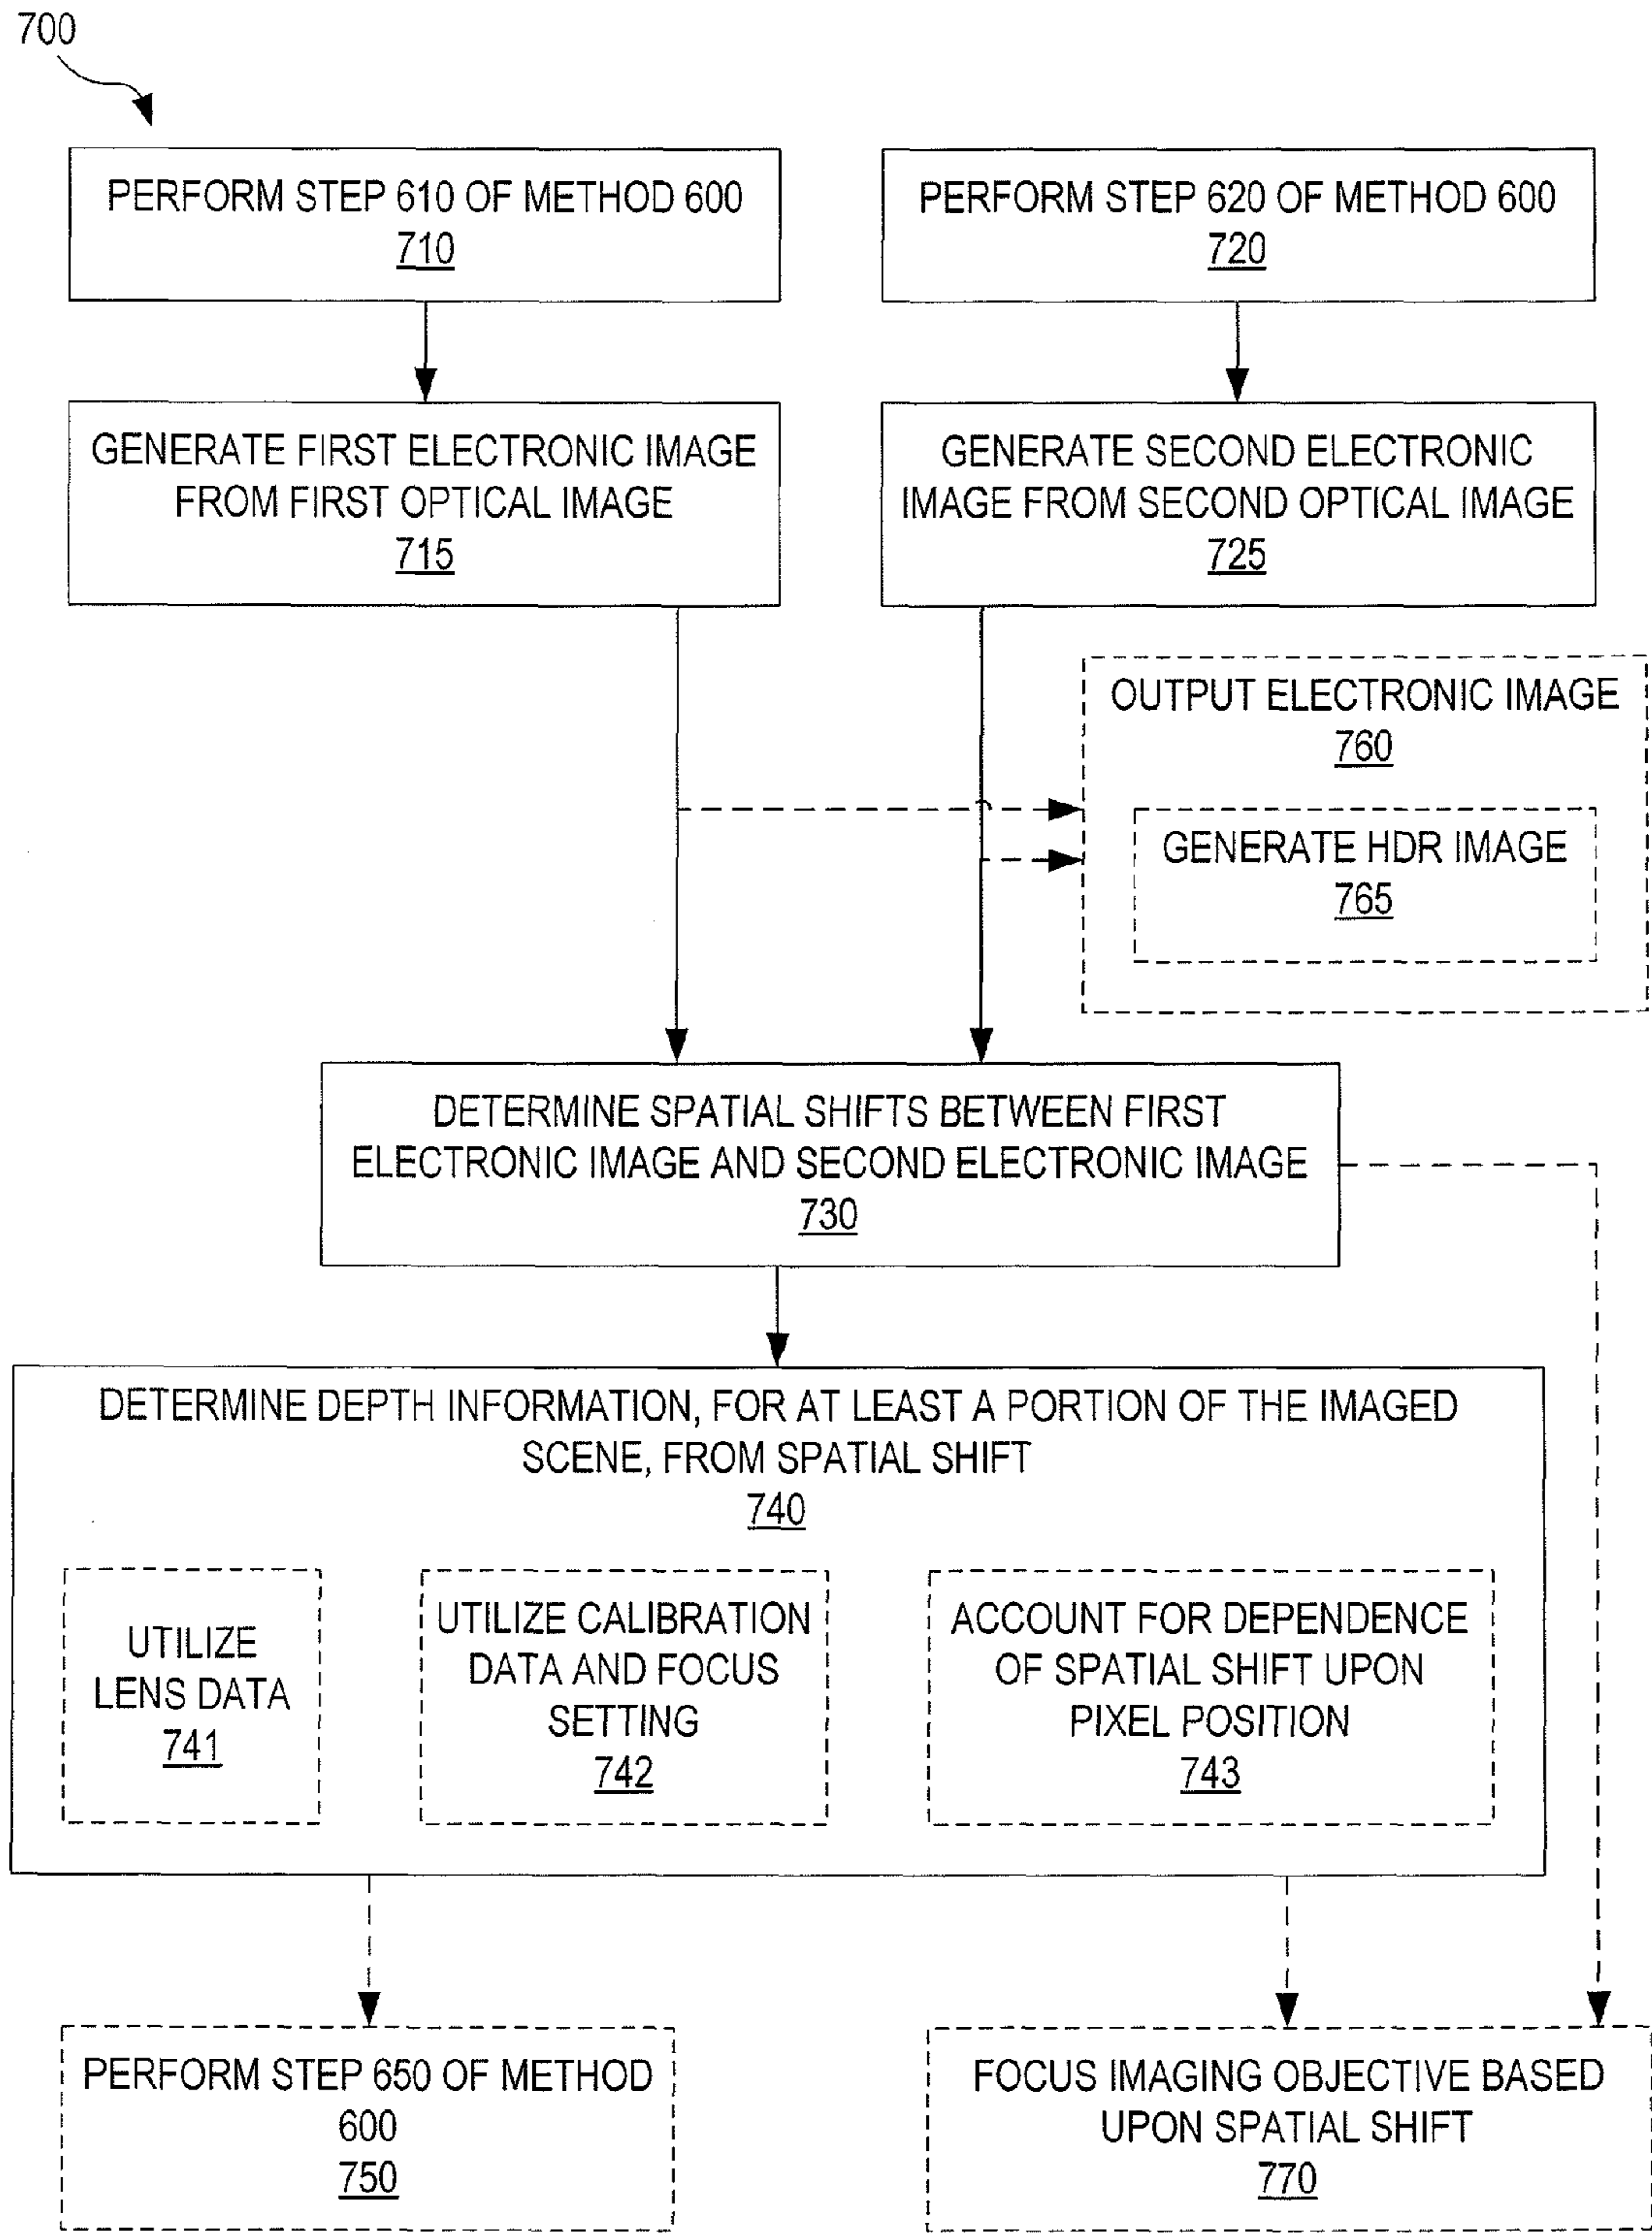 700
PERFORM STEP 610 OF METHOD 600
710
PERFORM STEP 620 OF METHOD 600
720
GENERATE FIRST ELECTRONIC IMAGE
FROM FIRST OPTICAL IMAGE
715
GENERATE SECOND ELECTRONIC
IMAGE FROM SECOND OPTICAL IMAGE
725
OUTPUT ELECTRONIC IMAGE
760
GENERATE HDR IMAGE
765
DETERMINE SPATIAL SHIFTS BETWEEN FIRST
ELECTRONIC IMAGE AND SECOND ELECTRONIC IMAGE
730
DETERMINE DEPTH INFORMATION, FOR AT LEAST A PORTION OF THE IMAGED
SCENE, FROM SPATIAL SHIFT
740
UTILIZE
LENS DATA
741
UTILIZE CALIBRATION
DATA AND FOCUS
SETTING
742
ACCOUNT FOR DEPENDENCE
OF SPATIAL SHIFT UPON
PIXEL POSITION
743
PERFORM STEP 650 OF METHOD
600
750
FOCUS IMAGING OBJECTIVE BASED
UPON SPATIAL SHIFT
770